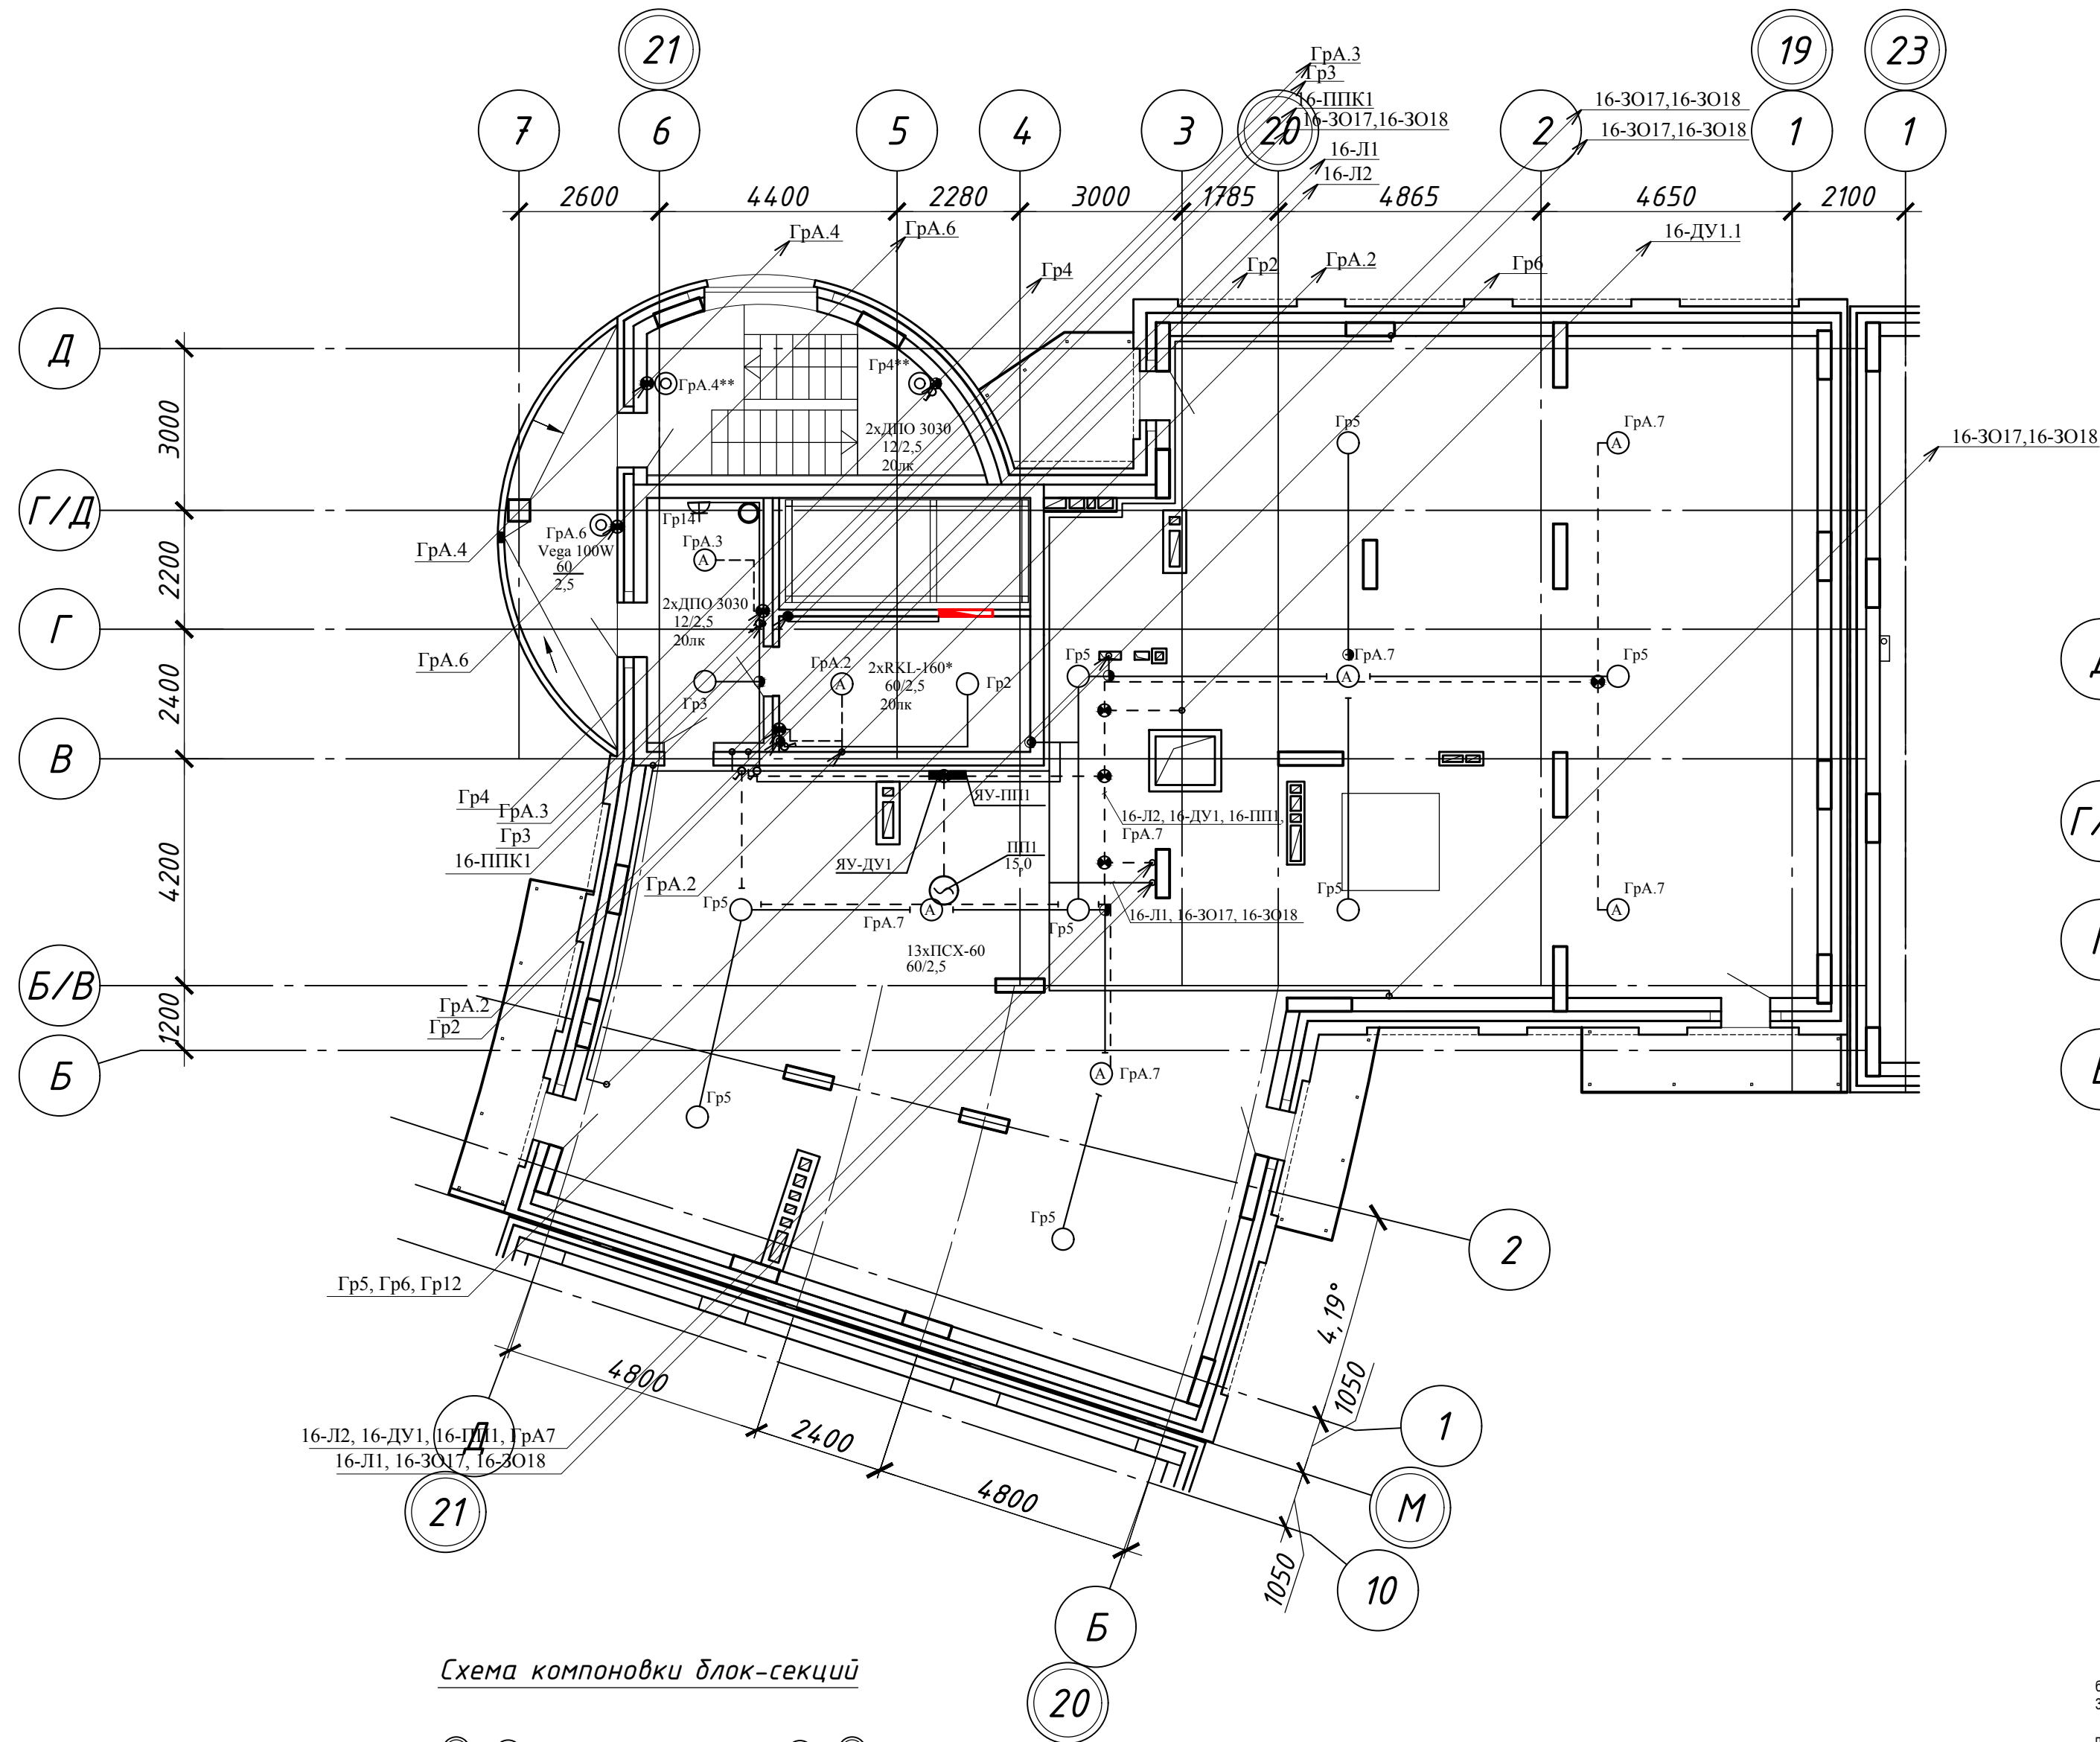 21
19
23
7
6
5
4
3
20
2
1
1
ГрА.3
Гр3
16-ППК1
16-ЗО17,16-ЗО18
16-Л1
16-Л2
16-ЗО17,16-ЗО18
16-ЗО17,16-ЗО18
2600
4400
2280
3000
1785
4865
4650
2100
ГрА.4
ГрА.6
Гр4
Гр2
ГрА.2
Гр6
16-ДУ1.1
Д
Г/Д
Г
В
Б/В
Б
3000
2200
2400
4200
1200
ГрА.4**
Гр4**
2хДПО 3030
12/2,5
20лк
Гр5
ГрА.7
А
16-ЗО17,16-ЗО18
Гр14
ГрА.3
А
ГрА.6
Vega 100W
60
2,5
ГрА.4
2хДПО 3030
12/2,5
20лк
ГрА.6
Гр3
ГрА.2
А
2хRKL-160*
60/2,5
20лк
Гр2
Гр5
ГрА.7
А
Гр5
Гр4
ГрА.3
Гр3
16-ППК1
ЯУ-ПП1
16-Л2, 16-ДУ1, 16-ПП1,
ГрА.7
ПП1
15,0
ЯУ-ДУ1
ГрА.2
Гр5
ГрА.7
А
Гр5
16-Л1, 16-ЗО17, 16-ЗО18
Гр5
ГрА.7
А
13хПСХ-60
60/2,5
ГрА.2
Гр2
А
ГрА.7
Гр5
Гр5
Гр5, Гр6, Гр12
2
4,19°
1050
1
М
1050
10
4800
2400
4800
16-Л2, 16-ДУ1, 16-ПП1, ГрА7
16-Л1, 16-ЗО17, 16-ЗО18
Д
21
Б
20
Схема компоновки блок-секций